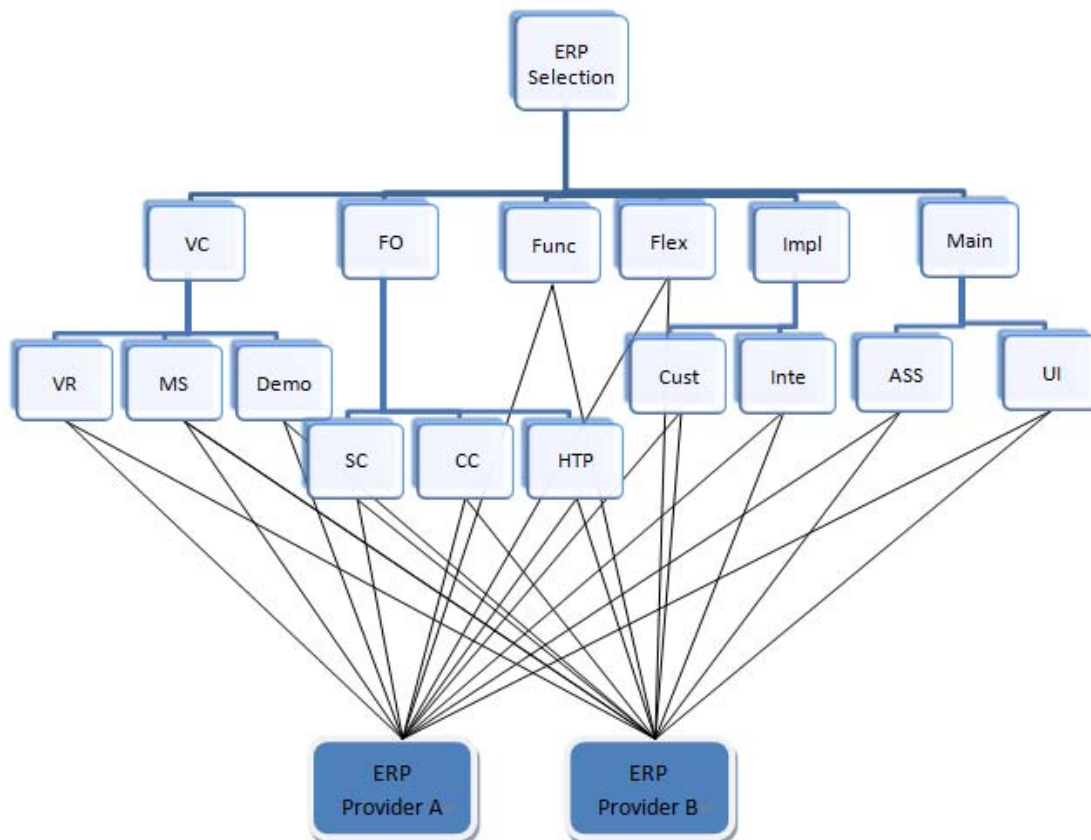 ERP
Selection
VC
FO
Func
Flex
Impl
Main
VR
MS
Demo
Cust
Inte
ASS
UI
SC
CC
HTP
ERP
Provider A
ERP
Provider B